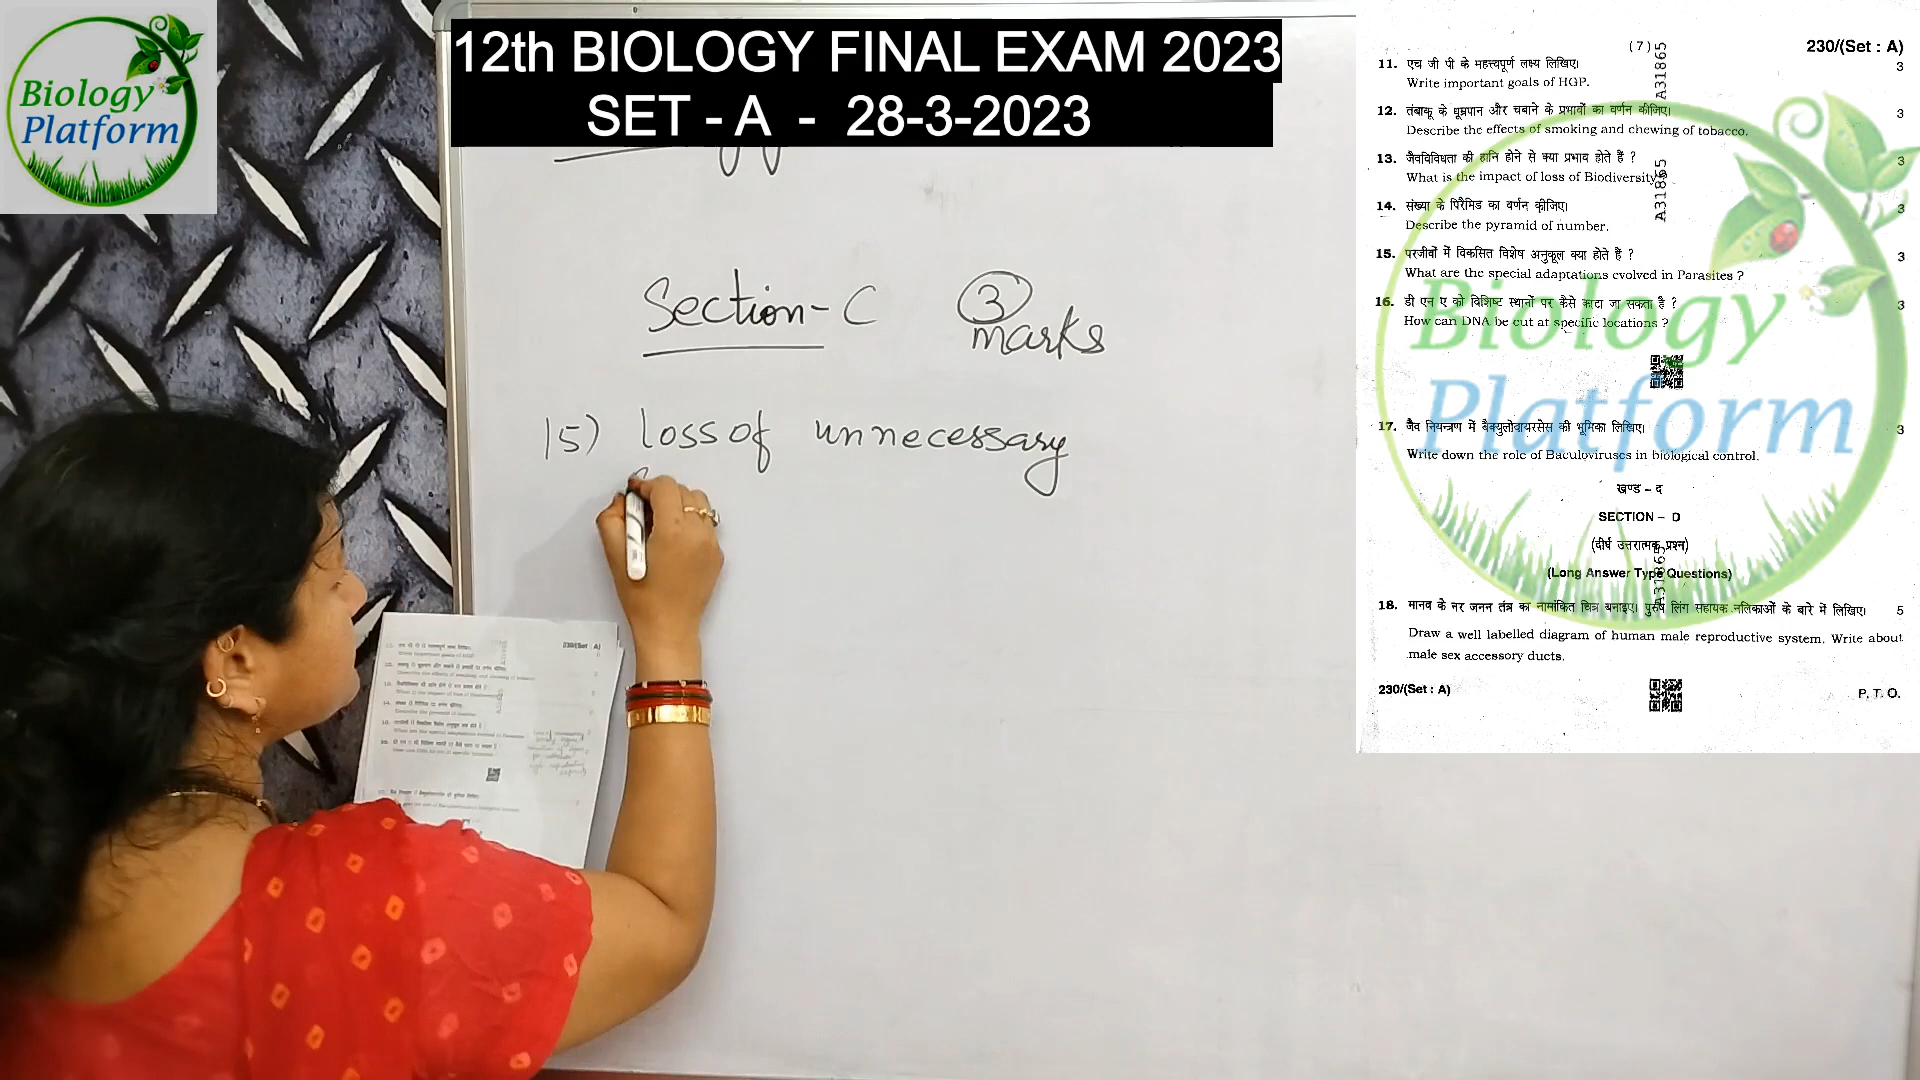 Biology
Platform
12th BIOLOGY FINAL EXAM 2023
SET - A - 28-3-2023
Section-C 3
marks
15) loss of unnecessary
(7) 230/(Set : A)
A31865
11. एच जी पी के महत्त्वपूर्ण लक्ष्य लिखिए। 3
Write important goals of HGP.
12. तंबाकू के धूम्रपान और चबाने के प्रभावों का वर्णन कीजिए। 3
Describe the effects of smoking and chewing of tobacco.
13. जैवविविधता की हानि होने से क्या प्रभाव होते हैं ? 3
What is the impact of loss of Biodiversity ?
A31865
14. संख्या के पिरैमिड का वर्णन कीजिए। 3
Describe the pyramid of number.
15. परजीवों में विकसित विशेष अनुकूल क्या होते हैं ? 3
What are the special adaptations evolved in Parasites ?
16. डी एन ए को विशिष्ट स्थानों पर कैसे काटा जा सकता है ? 3
How can DNA be cut at specific locations ?
Biology
Platform
17. जैव नियन्त्रण में बैक्युलोवायरसेस की भूमिका लिखिए। 3
Write down the role of Baculoviruses in biological control.
खण्ड – द
SECTION – D
(दीर्घ उत्तरात्मक प्रश्न)
(Long Answer Type Questions)
A31865
18. मानव के नर जनन तंत्र का नामांकित चित्र बनाइए। पुरुष लिंग सहायक नलिकाओं के बारे में लिखिए। 5
Draw a well labelled diagram of human male reproductive system. Write about
male sex accessory ducts.
230/(Set : A) P. T. O.
230/(Set : A)